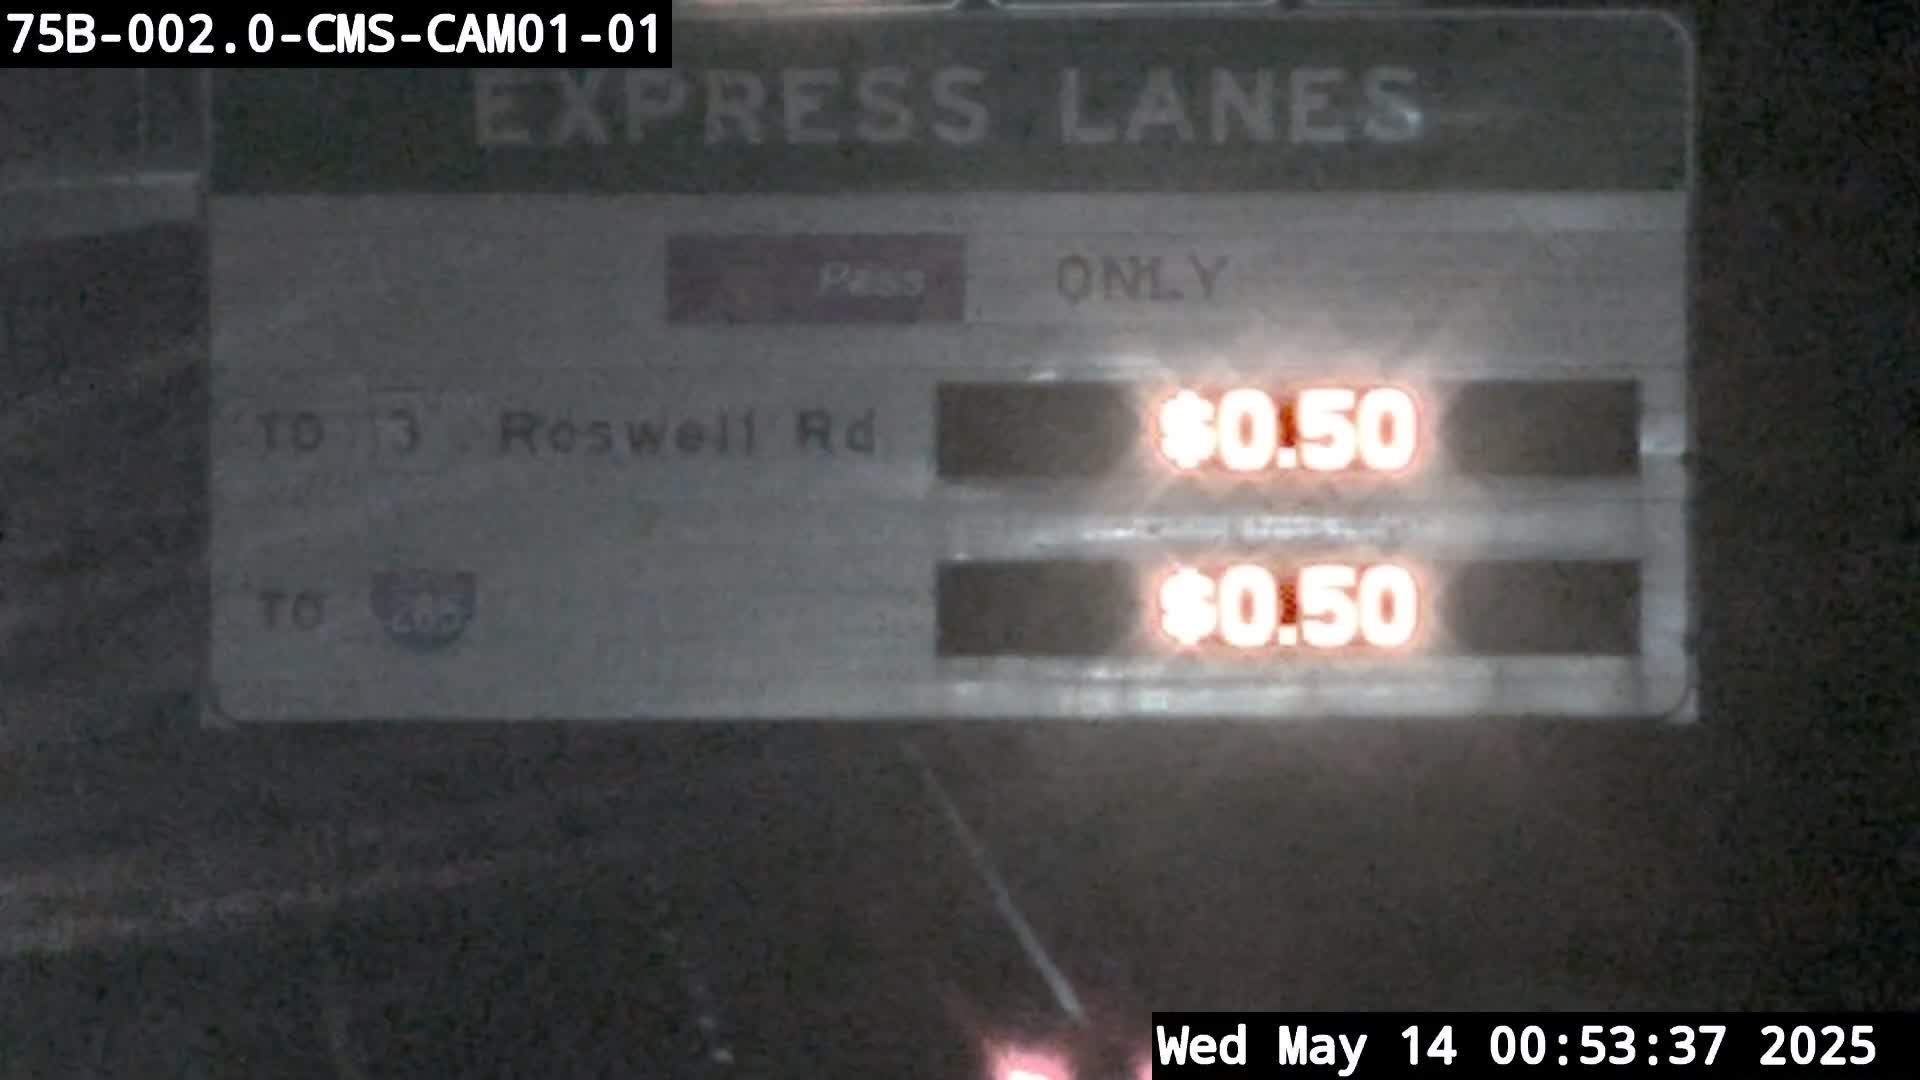 75B-002.0-CMS-CAM01-01
EXPRESS LANES
Pass ONLY
TO 3 Roswell Rd $0.50
TO 285 $0.50
Wed May 14 00:53:37 2025